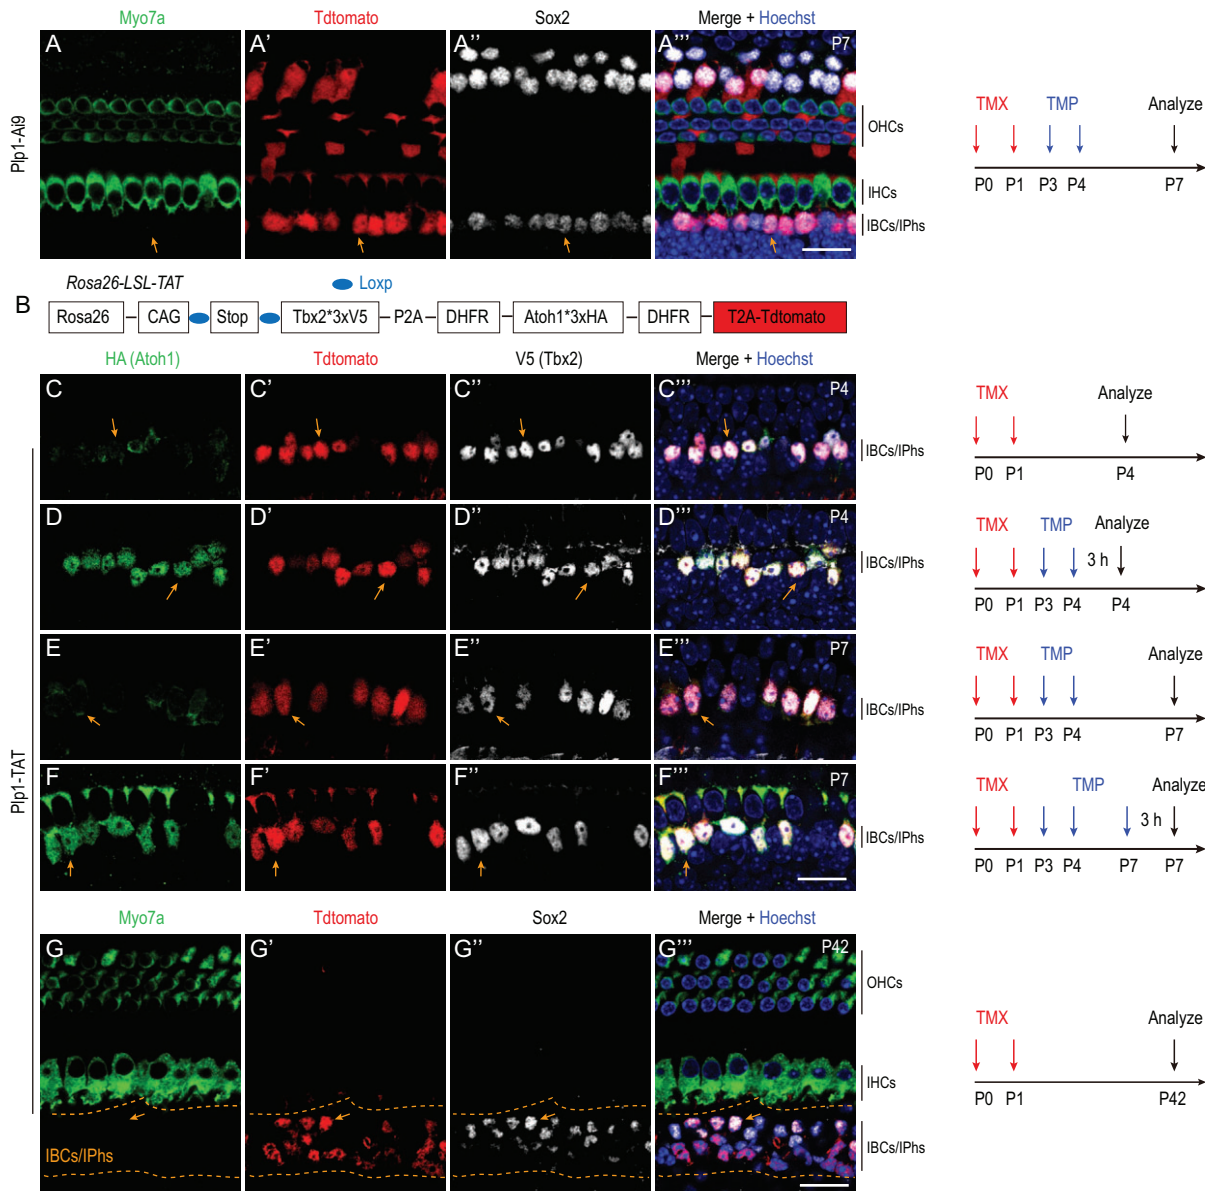 Myo7a Tdtomato Sox2 Merge + Hoechst
A A' A'' A''' P7
Plp1-Ai9
OHCs
IHCs
IBCs/IPhs
TMX TMP Analyze
P0 P1 P3 P4 P7
B Rosa26-LSL-TAT Loxp
Rosa26 CAG Stop Tbx2*3xV5 P2A DHFR Atoh1*3xHA DHFR T2A-Tdtomato
HA (Atoh1) Tdtomato V5 (Tbx2) Merge + Hoechst
Plp1-TAT
C C' C'' C''' P4
IBCs/IPhs
TMX Analyze
P0 P1 P4
D D' D'' D''' P4
IBCs/IPhs
TMX TMP Analyze
3 h
P0 P1 P3 P4 P4
E E' E'' E''' P7
IBCs/IPhs
TMX TMP Analyze
P0 P1 P3 P4 P7
F F' F'' F''' P7
IBCs/IPhs
TMX TMP Analyze
3 h
P0 P1 P3 P4 P7 P7
Myo7a Tdtomato Sox2 Merge + Hoechst
G G' G'' G''' P42
OHCs
IHCs
IBCs/IPhs
IBCs/IPhs
TMX Analyze
P0 P1 P42